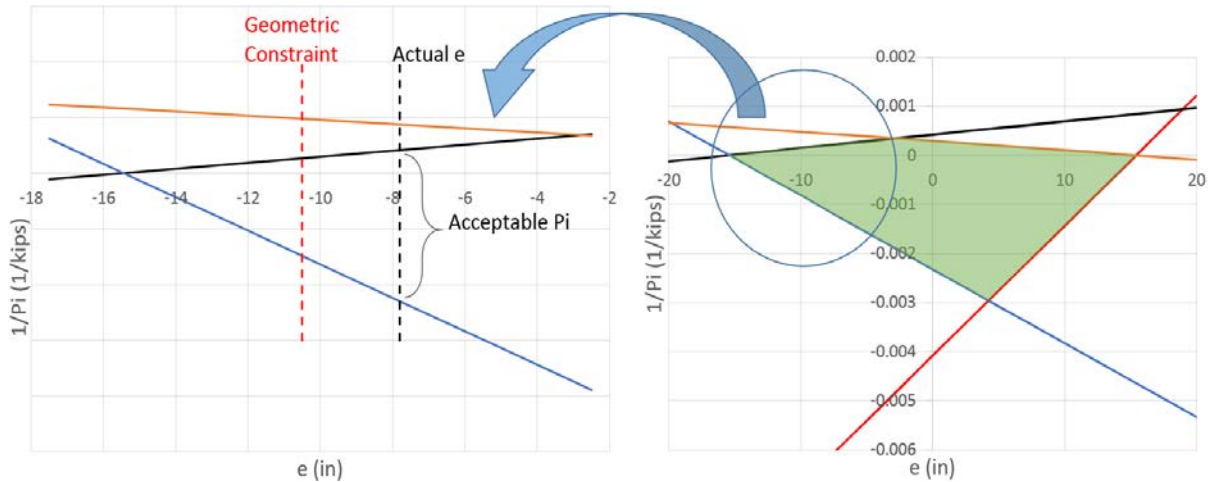 Geometric
Constraint
Actual e
-18
-16
-14
-12
-10
-8
-6
-4
-2
Acceptable Pi
1/Pi (1/kips)
e (in)
0.002
0.001
0
-0.001
-0.002
-0.003
-0.004
-0.005
-0.006
-20
-10
0
10
20
1/Pi (1/kips)
e (in)